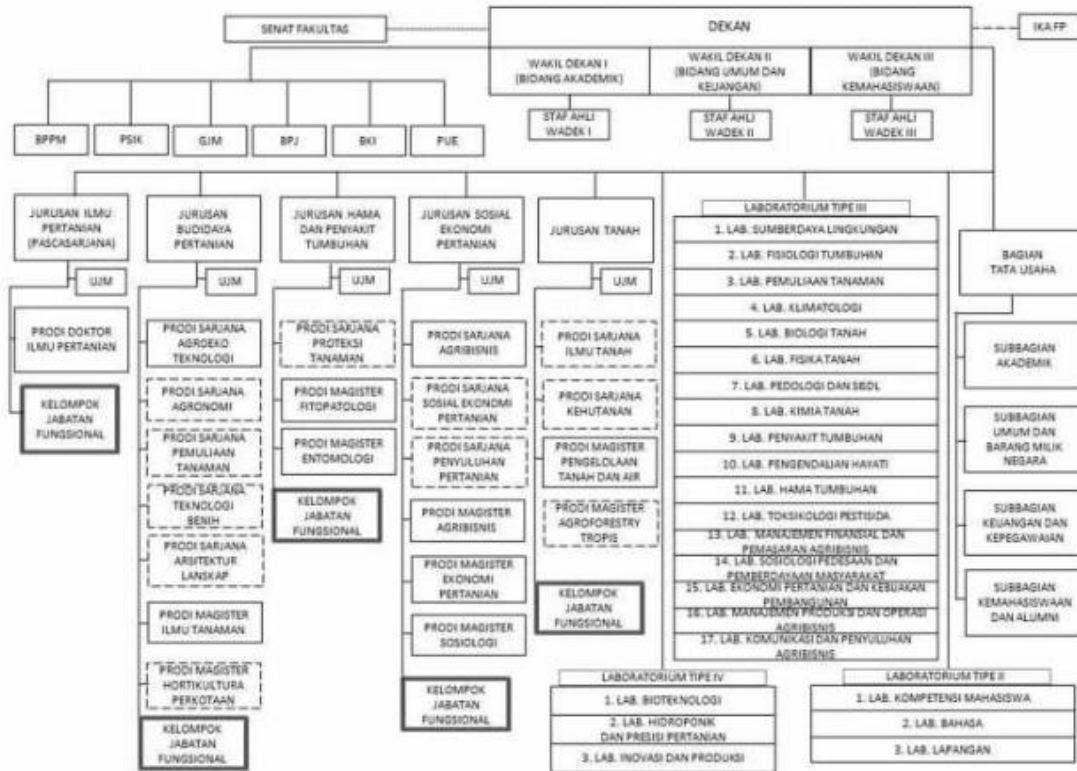 SENAT FAKULTAS
DEKAN
IKA FP
WAKIL DEKAN I
(BIDANG AKADEMIK)
WAKIL DEKAN II
(BIDANG UMUM DAN
KEUANGAN)
WAKIL DEKAN III
(BIDANG
KEMAHASISWAAN)
STAF AHLI
WADEK I
STAF AHLI
WADEK II
STAF AHLI
WADEK III
BPPM
PSIK
GJM
BPJ
BKI
PUE
JURUSAN ILMU
PERTANIAN
(PASCASARJANA)
UJM
PRODI DOKTOR
ILMU PERTANIAN
KELOMPOK
JABATAN
FUNGSIONAL
JURUSAN
BUDIDAYA
PERTANIAN
UJM
PRODI SARJANA
AGROEKO
TEKNOLOGI
PRODI SARJANA
AGRONOMI
PRODI SARJANA
PEMULIAAN
TANAMAN
PRODI SARJANA
TEKNOLOGI
BENIH
PRODI SARJANA
ARSITEKTUR
LANSKAP
PRODI MAGISTER
ILMU TANAMAN
PRODI MAGISTER
HORTIKULTURA
PERKOTAAN
KELOMPOK
JABATAN
FUNGSIONAL
JURUSAN HAMA
DAN PENYAKIT
TUMBUHAN
UJM
PRODI SARJANA
PROTEKSI
TANAMAN
PRODI MAGISTER
FITOPATOLOGI
PRODI MAGISTER
ENTOMOLOGI
KELOMPOK
JABATAN
FUNGSIONAL
JURUSAN SOSIAL
EKONOMI
PERTANIAN
UJM
PRODI SARJANA
AGRIBISNIS
PRODI SARJANA
SOSIAL EKONOMI
PERTANIAN
PRODI SARJANA
PENYULUHAN
PERTANIAN
PRODI MAGISTER
AGRIBISNIS
PRODI MAGISTER
EKONOMI
PERTANIAN
PRODI MAGISTER
SOSIOLOGI
KELOMPOK
JABATAN
FUNGSIONAL
JURUSAN TANAH
UJM
PRODI SARJANA
ILMU TANAH
PRODI SARJANA
KEHUTANAN
PRODI MAGISTER
PENGELOLAAN
TANAH DAN AIR
PRODI MAGISTER
AGROFORESTRY
TROPIS
KELOMPOK
JABATAN
FUNGSIONAL
LABORATORIUM TIPE III
1. LAB. SUMBERDAYA LINGKUNGAN
2. LAB. FISIOLOGI TUMBUHAN
3. LAB. PEMULIAAN TANAMAN
4. LAB. KLIMATOLOGI
5. LAB. BIOLOGI TANAH
6. LAB. FISIKA TANAH
7. LAB. PEDOLOGI DAN SISDL
8. LAB. KIMIA TANAH
9. LAB. PENYAKIT TUMBUHAN
10. LAB. PENGENDALIAN HAYATI
11. LAB. HAMA TUMBUHAN
12. LAB. TOKSIKOLOGI PESTISIDA
13. LAB. MANAJEMEN FINANSIAL DAN
PEMASARAN AGRIBISNIS
14. LAB. SOSIOLOGI PEDESAAN DAN
PEMBERDAYAAN MASYARAKAT
15. LAB. EKONOMI PERTANIAN DAN KEBIJAKAN
PEMBANGUNAN
16. LAB. MANAJEMEN PRODUKSI DAN OPERASI
AGRIBISNIS
17. LAB. KOMUNIKASI DAN PENYULUHAN
AGRIBISNIS
LABORATORIUM TIPE IV
1. LAB. BIOTEKNOLOGI
2. LAB. HIDROPONIK
DAN PRESISI PERTANIAN
3. LAB. INOVASI DAN PRODUKSI
LABORATORIUM TIPE II
1. LAB. KOMPETENSI MAHASISWA
2. LAB. BAHASA
3. LAB. LAPANGAN
BAGIAN
TATA USAHA
SUBBAGIAN
AKADEMIK
SUBBAGIAN
UMUM DAN
BARANG MILIK
NEGARA
SUBBAGIAN
KEUANGAN DAN
KEPEGAWAIAN
SUBBAGIAN
KEMAHASISWAAN
DAN ALUMNI